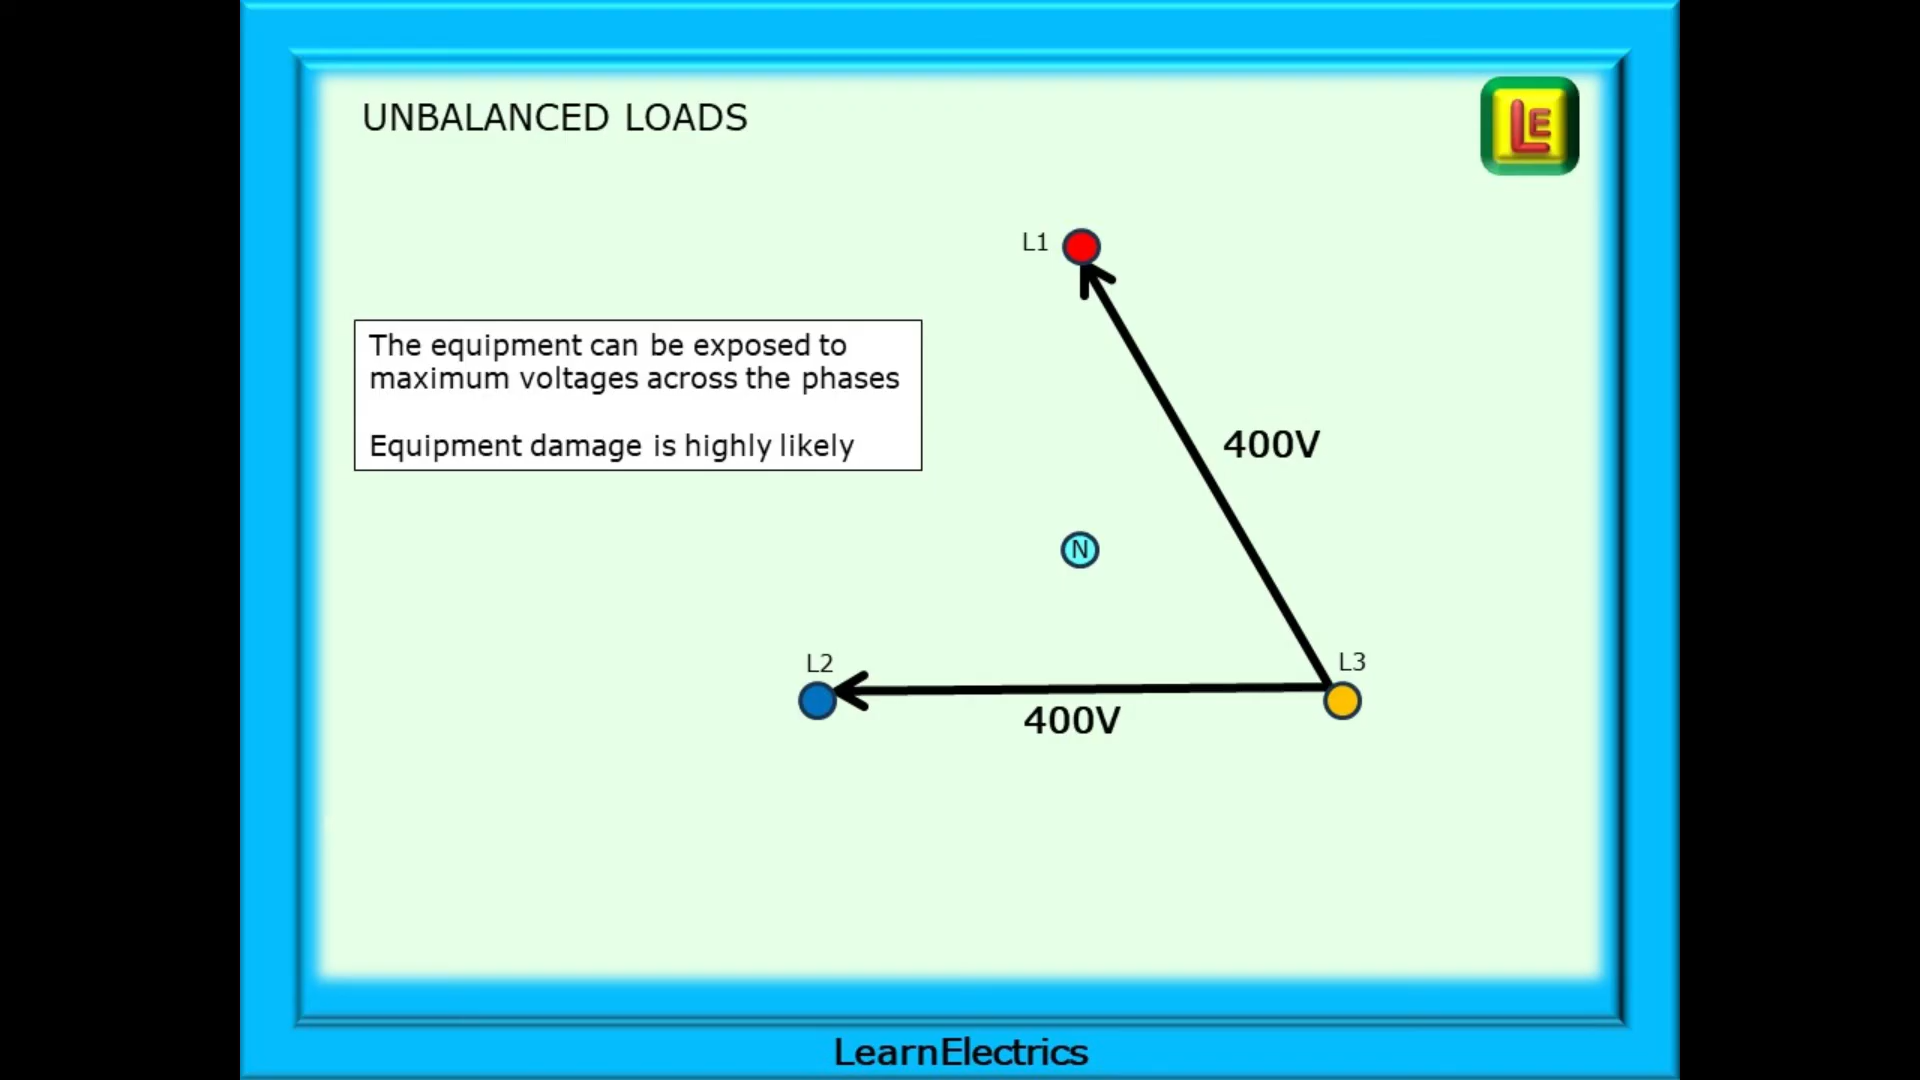 UNBALANCED LOADS
LE
L1
The equipment can be exposed to
maximum voltages across the phases
Equipment damage is highly likely
400V
N
L2
L3
400V
LearnElectrics